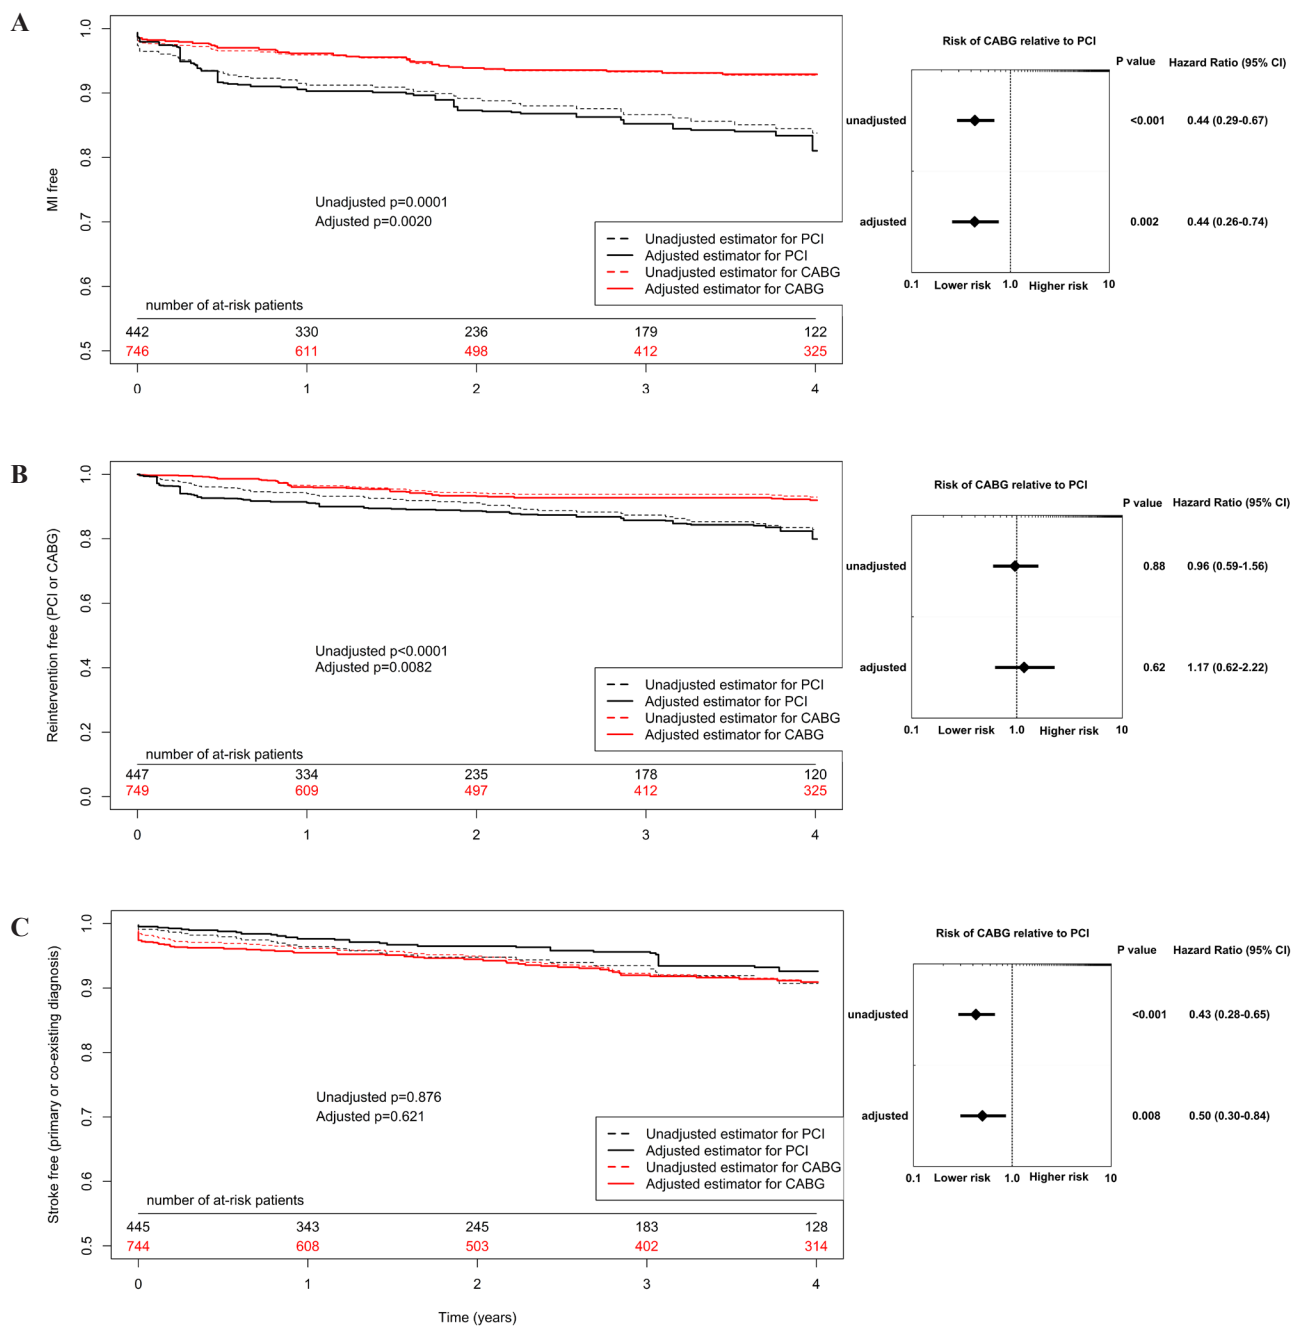 A
1.0
0.9
0.8
0.7
0.6
0.5
MI free
Unadjusted p=0.0001
Adjusted p=0.0020
Unadjusted estimator for PCI
Adjusted estimator for PCI
Unadjusted estimator for CABG
Adjusted estimator for CABG
number of at-risk patients
442 330 236 179 122
746 611 498 412 325
0 1 2 3 4
Risk of CABG relative to PCI
P value Hazard Ratio (95% CI)
unadjusted <0.001 0.44 (0.29-0.67)
adjusted 0.002 0.44 (0.26-0.74)
0.1 Lower risk 1.0 Higher risk 10
B
1.0
0.8
0.6
0.4
0.2
0.0
Reintervention free (PCI or CABG)
Unadjusted p<0.0001
Adjusted p=0.0082
Unadjusted estimator for PCI
Adjusted estimator for PCI
Unadjusted estimator for CABG
Adjusted estimator for CABG
number of at-risk patients
447 334 235 178 120
749 609 497 412 325
0 1 2 3 4
Risk of CABG relative to PCI
P value Hazard Ratio (95% CI)
unadjusted 0.88 0.96 (0.59-1.56)
adjusted 0.62 1.17 (0.62-2.22)
0.1 Lower risk 1.0 Higher risk 10
C
1.0
0.9
0.8
0.7
0.6
0.5
Stroke free (primary or co-existing diagnosis)
Unadjusted p=0.876
Adjusted p=0.621
Unadjusted estimator for PCI
Adjusted estimator for PCI
Unadjusted estimator for CABG
Adjusted estimator for CABG
number of at-risk patients
445 343 245 183 128
744 608 503 402 314
0 1 2 3 4
Time (years)
Risk of CABG relative to PCI
P value Hazard Ratio (95% CI)
unadjusted <0.001 0.43 (0.28-0.65)
adjusted 0.008 0.50 (0.30-0.84)
0.1 Lower risk 1.0 Higher risk 10